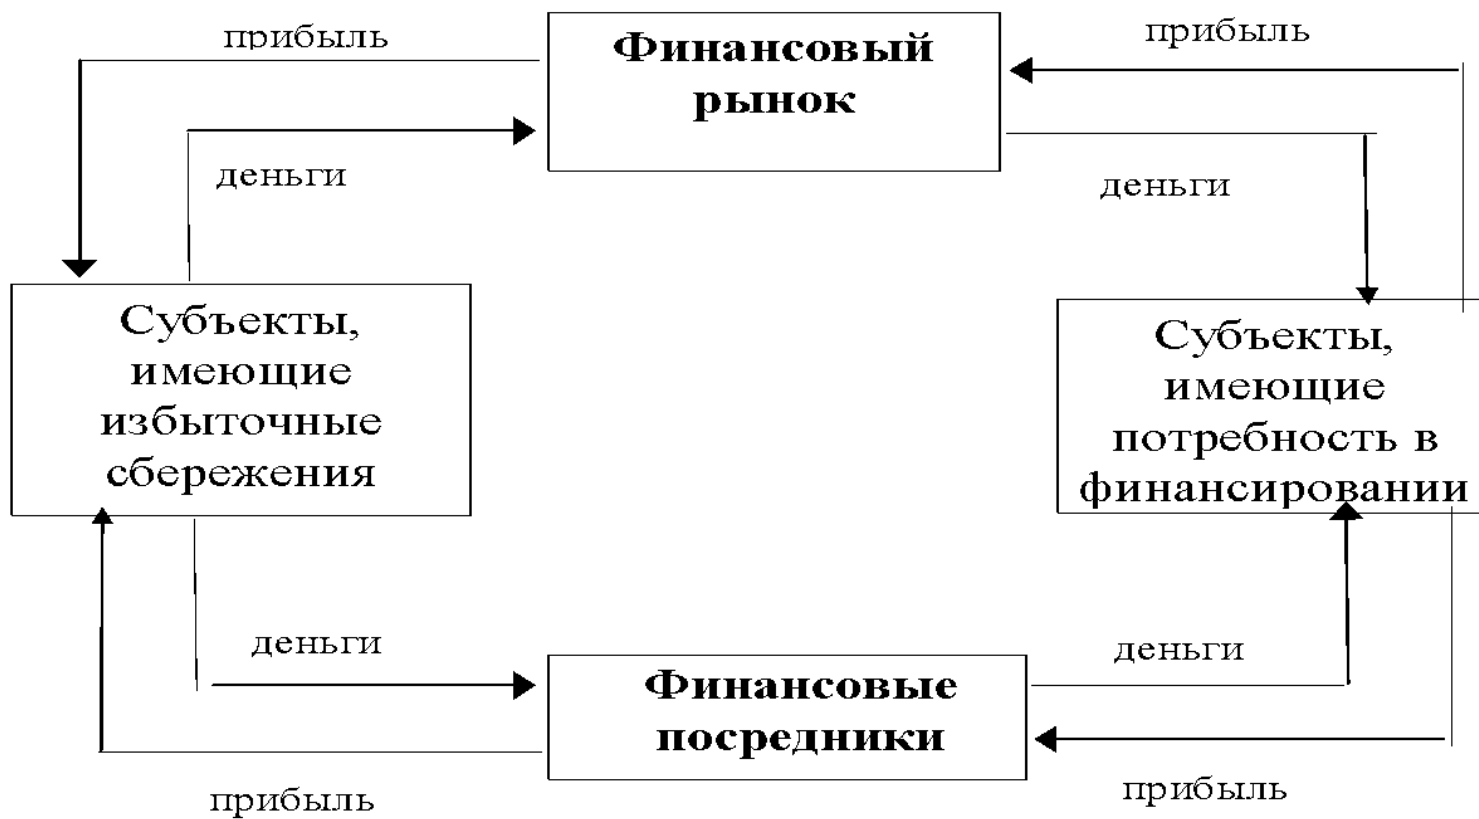 прибыль
Финансовый
рынок
прибыль
деньги
деньги
Субъекты,
имеющие
избыточные
сбережения
Субъекты,
имеющие
потребность в
финансировании
деньги
деньги
Финансовые
посредники
прибыль
прибыль